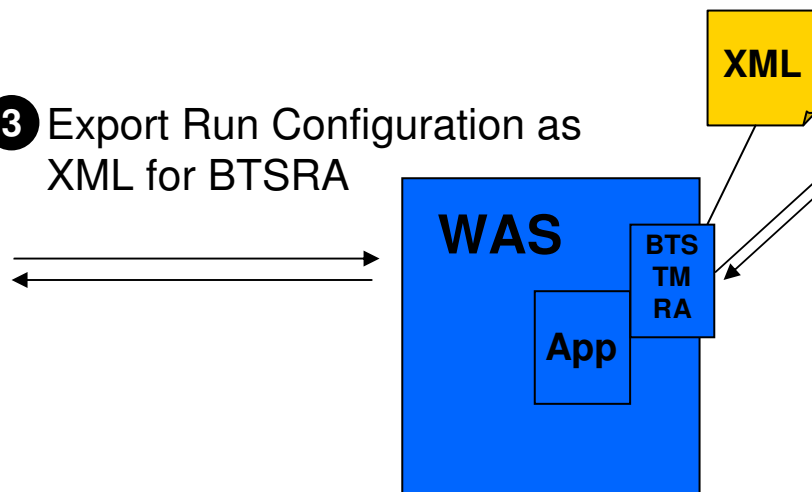 XML
3 Export Run Configuration as
XML for BTSRA
WAS
BTS
TM
RA
App